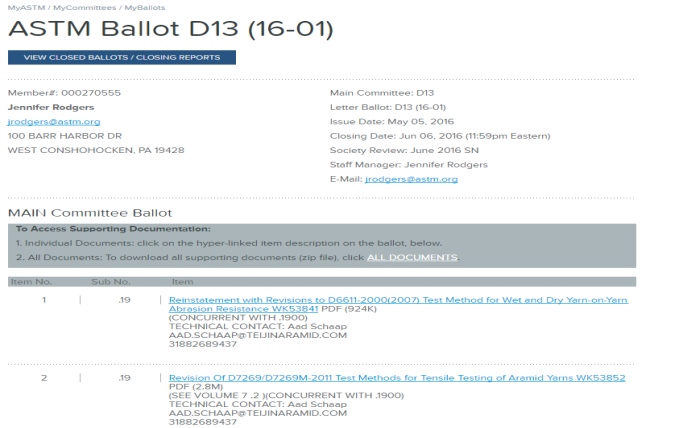 MyASTM / MyCommittees / MyBallots
ASTM Ballot D13 (16-01)
VIEW CLOSED BALLOTS / CLOSING REPORTS
Member#: 000270555
Jennifer Rodgers
jrodgers@astm.org
100 BARR HARBOR DR
WEST CONSHOHOCKEN, PA 19428
Main Committee: D13
Letter Ballot: D13 (16-01)
Issue Date: May 05, 2016
Closing Date: Jun 06, 2016 (11:59pm Eastern)
Society Review: June 2016 SN
Staff Manager: Jennifer Rodgers
E-Mail: jrodgers@astm.org
MAIN Committee Ballot
To Access Supporting Documentation:
1. Individual Documents: click on the hyper-linked item description on the ballot, below.
2. All Documents: To download all supporting documents (zip file), click ALL DOCUMENTS.
Item No. Sub No. Item
1 | .19 | Reinstatement with Revisions to D6611-2000(2007) Test Method for Wet and Dry Yarn-on-Yarn
Abrasion Resistance WK53841 PDF (924K)
(CONCURRENT WITH .1900)
TECHNICAL CONTACT: Aad Schaap
AAD.SCHAAP@TEIJINARAMID.COM
31882689437
2 | .19 | Revision Of D7269/D7269M-2011 Test Methods for Tensile Testing of Aramid Yarns WK53852
PDF (2.8M)
(SEE VOLUME 7 .2 )(CONCURRENT WITH .1900)
TECHNICAL CONTACT: Aad Schaap
AAD.SCHAAP@TEIJINARAMID.COM
31882689437